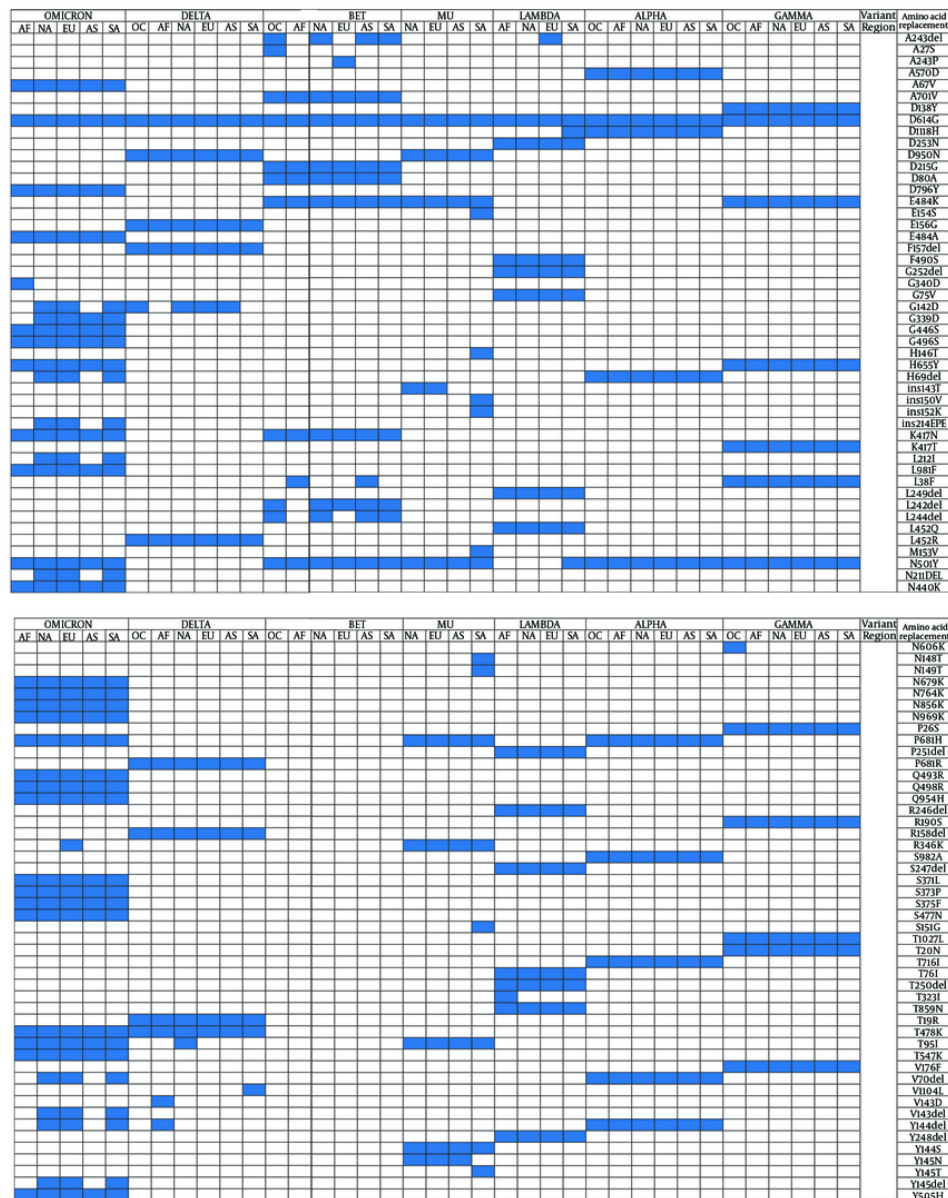 OMICRON DELTA BET MU LAMBDA ALPHA GAMMA Variant Amino acid
AF NA EU AS SA OC AF NA EU AS SA OC AF NA EU AS SA NA EU SA AF NA EU SA OC AF NA EU AS SA OC AF NA EU AS SA Region replacement
A243del
A27S
A243P
A570D
A67V
A701V
D138Y
D614G
D1118H
D253N
D950N
D215G
D80A
D796Y
E484K
E154S
E156G
E484A
F157del
F490S
G252del
G340D
G75V
G142D
G339D
G446S
G496S
H146T
H655Y
H69del
ins143T
ins150V
ins152K
ins214EPE
K417N
K417T
L212I
L981F
L38F
L249del
L242del
L244del
L452Q
L452R
M153V
N501Y
N211DEL
N440K
OMICRON DELTA BET MU LAMBDA ALPHA GAMMA Variant Amino acid
AF NA EU AS SA OC AF NA EU AS SA OC AF NA EU AS SA NA EU AS SA AF NA EU SA OC AF NA EU AS SA OC AF NA EU AS SA Region replacement
N606K
N148T
N149T
N679K
N764K
N856K
N969K
P26S
P681H
P251del
P681R
Q493R
Q498R
Q954H
R246del
R190S
R158del
R346K
S982A
S247del
S371L
S373P
S375F
S477N
S151G
T1027L
T20N
T716I
T76I
T250del
T323I
T859N
T19R
T478K
T95I
T547K
V176F
V70del
V1104L
V143D
V143del
Y144del
Y248del
Y144S
Y145N
Y145T
Y145del